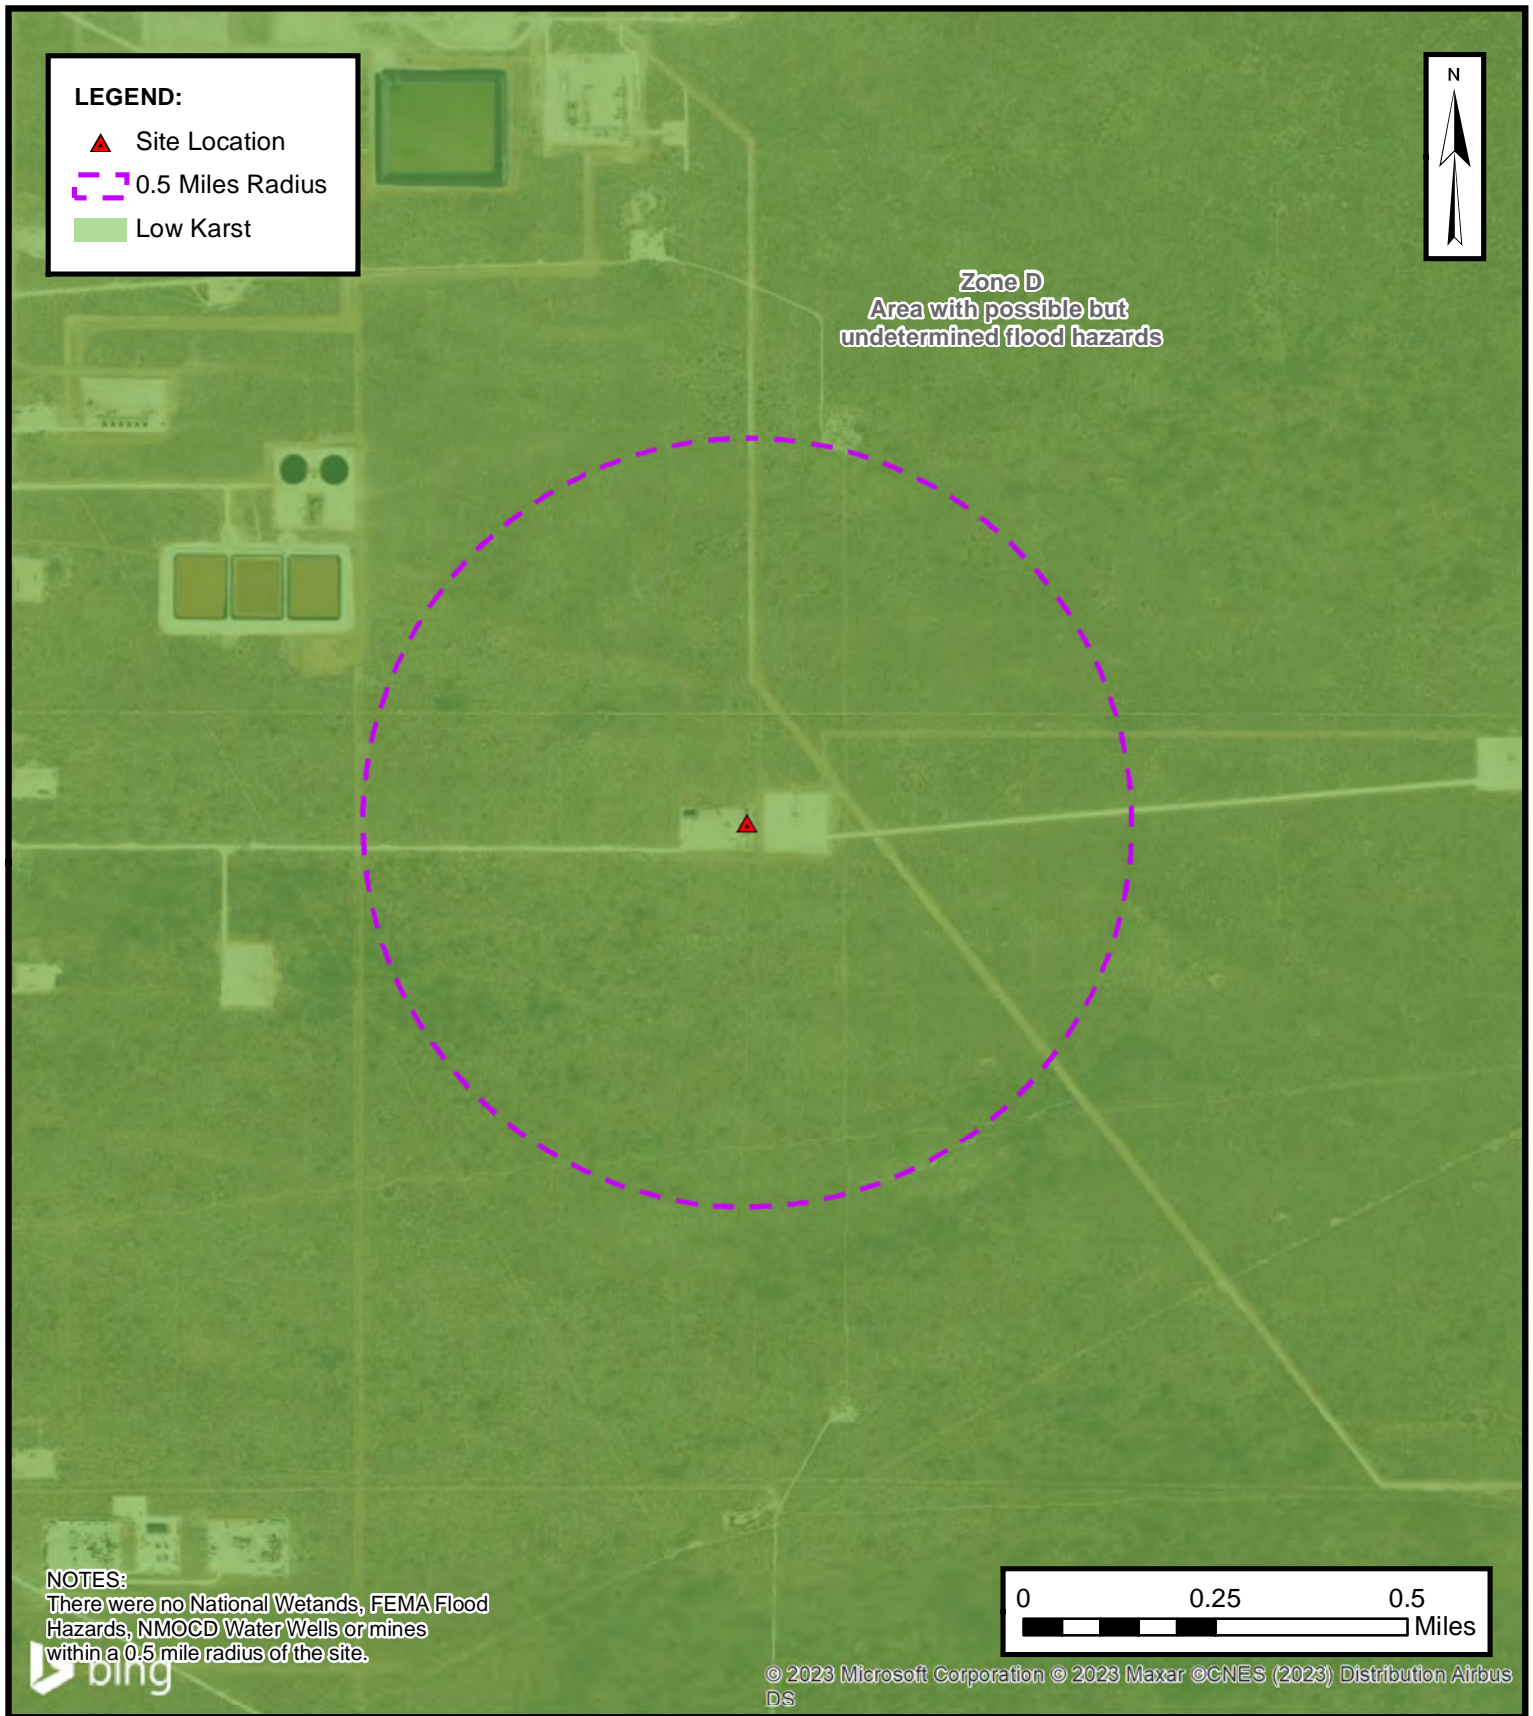 LEGEND:
Site Location
0.5 Miles Radius
Low Karst
N
Zone D
Area with possible but
undetermined flood hazards
NOTES:
There were no National Wetands, FEMA Flood
Hazards, NMOCD Water Wells or mines
within a 0.5 mile radius of the site.
bing
0 0.25 0.5
Miles
© 2023 Microsoft Corporation © 2023 Maxar ©CNES (2023) Distribution Airbus
DS